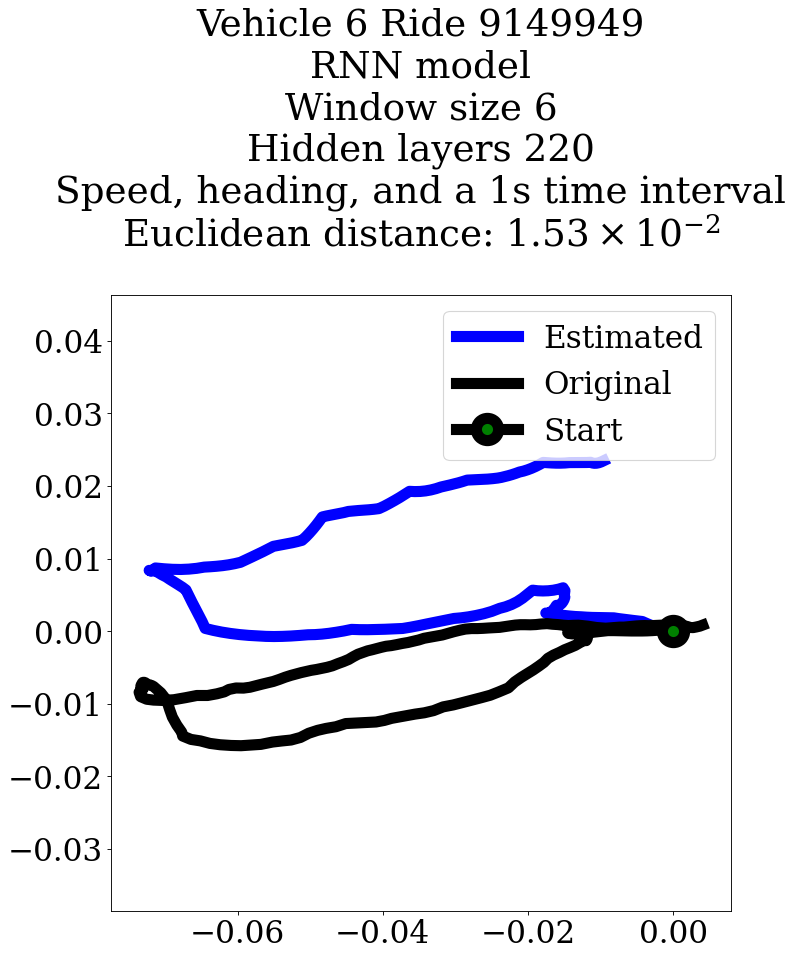 Vehicle 6 Ride 9149949
RNN model
Window size 6
Hidden layers 220
Speed, heading, and a 1s time interval
Euclidean distance: 1.53 × 10⁻²
Estimated
Original
Start
0.04
0.03
0.02
0.01
0.00
−0.01
−0.02
−0.03
−0.06 −0.04 −0.02 0.00